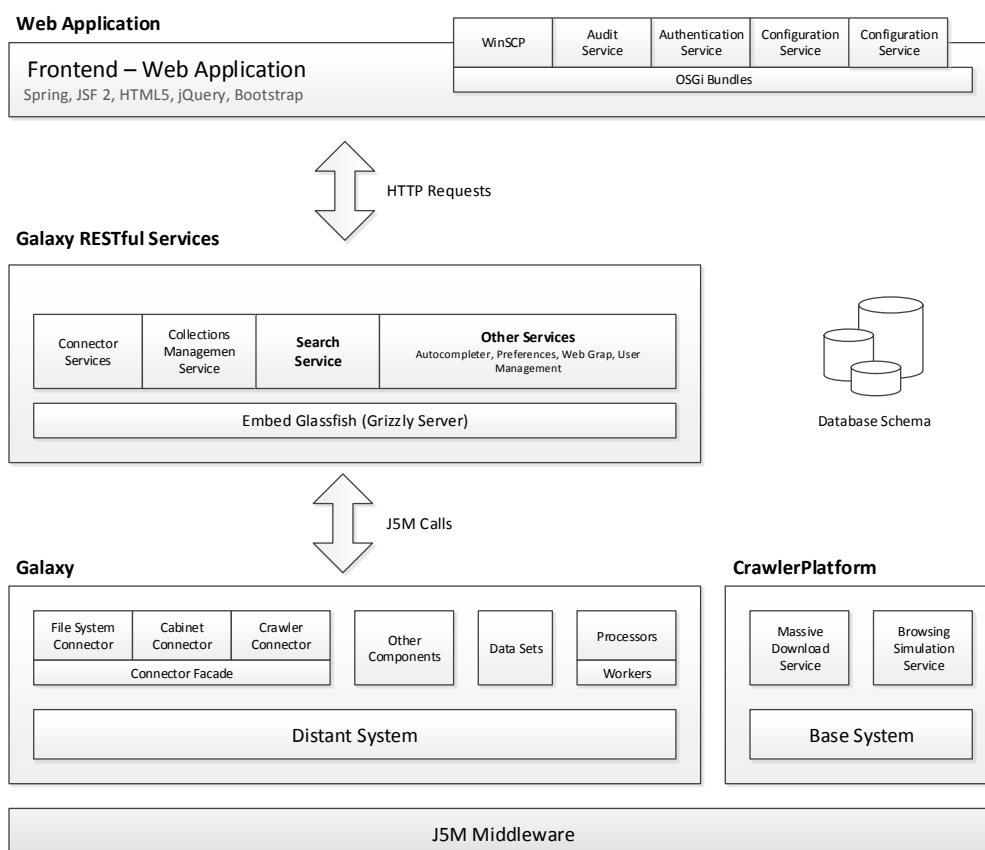 Web Application
WinSCP
Audit
Service
Authentication
Service
Configuration
Service
Configuration
Service
OSGi Bundles
Frontend – Web Application
Spring, JSF 2, HTML5, jQuery, Bootstrap
HTTP Requests
Galaxy RESTful Services
Connector
Services
Collections
Managemen
Service
Search
Service
Other Services
Autocompleter, Preferences, Web Grap, User
Management
Embed Glassfish (Grizzly Server)
Database Schema
J5M Calls
Galaxy
File System
Connector
Cabinet
Connector
Crawler
Connector
Connector Facade
Other
Components
Data Sets
Processors
Workers
Distant System
CrawlerPlatform
Massive
Download
Service
Browsing
Simulation
Service
Base System
J5M Middleware